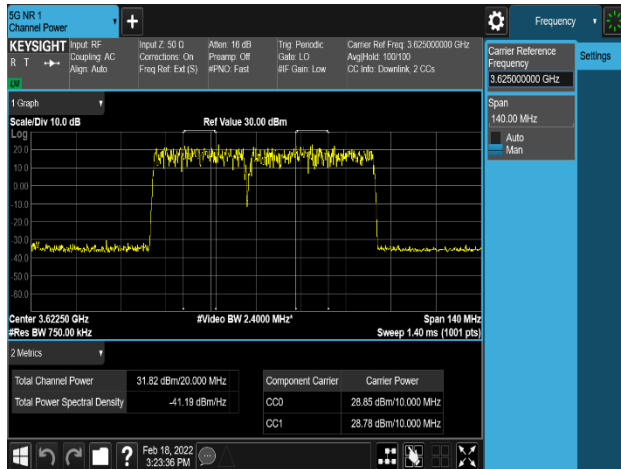 5G NR 1
Channel Power
Frequency
KEYSIGHT
R T
Input: RF
Coupling: AC
Align: Auto
Input Z: 50 Ω
Corrections: On
Freq Ref: Ext (S)
Atten: 16 dB
Preamp: Off
#PNO: Fast
Trig: Periodic
Gate: LO
#IF Gain: Low
Carrier Ref Freq: 3.625000000 GHz
Avg|Hold: 100/100
CC Info: Downlink, 2 CCs
Carrier Reference
Frequency
3.625000000 GHz
Settings
Span
140.00 MHz
Auto
Man
1 Graph
Scale/Div 10.0 dB
Ref Value 30.00 dBm
Log
20.0
10.0
0.00
-10.0
-20.0
-30.0
-40.0
-50.0
-60.0
Center 3.62250 GHz
#Video BW 2.4000 MHz*
Span 140 MHz
#Res BW 750.00 kHz
Sweep 1.40 ms (1001 pts)
2 Metrics
Total Channel Power 31.82 dBm/20.000 MHz
Total Power Spectral Density -41.19 dBm/Hz
Component Carrier Carrier Power
CC0 28.85 dBm/10.000 MHz
CC1 28.78 dBm/10.000 MHz
?
Feb 18, 2022
3:23:36 PM